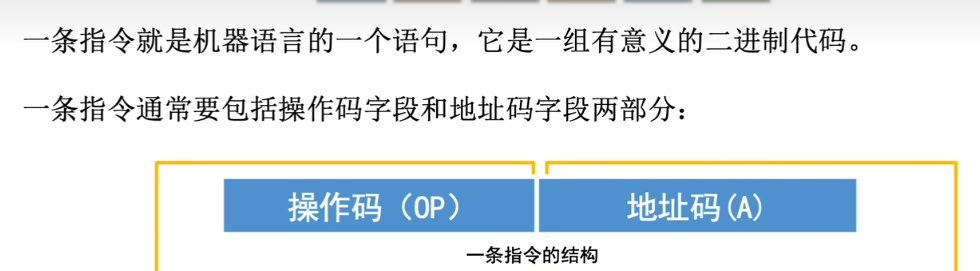 一条指令就是机器语言的一个语句，它是一组有意义的二进制代码。
一条指令通常要包括操作码字段和地址码字段两部分：
操作码（OP） 地址码(A)
一条指令的结构